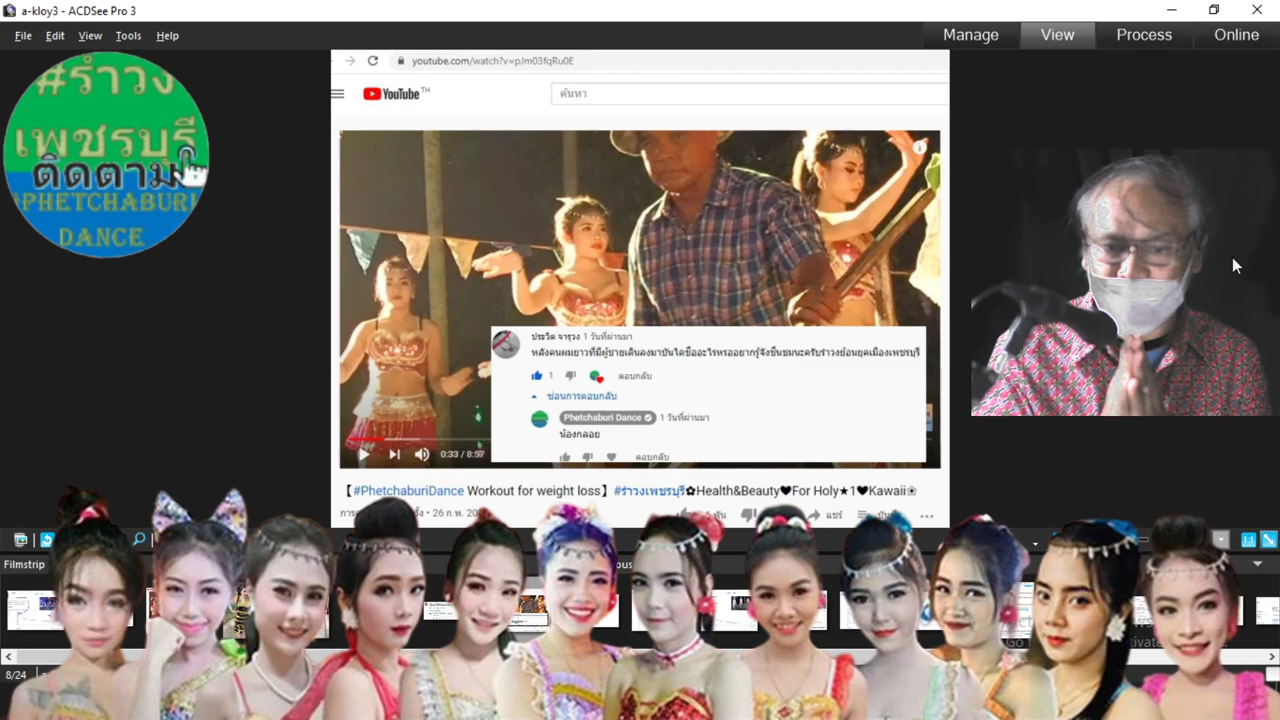 a-kloy3 - ACDSee Pro 3
File Edit View Tools Help
Manage View Process Online
#รำวง
เพชรบุรี
ติดตาม
#PHETCHABURI
DANCE
youtube.com/watch?v=pJm03fqRu0E
YouTube TH
ค้นหา
ประวิต จารุวง 1 วันที่ผ่านมา
หลังคนผมยาวที่มีผู้ชายเดินลงมาบันไดชื่ออะไรหรออยากรู้จังชื่นชมนะครับรำวงย้อนยุคเมืองเพชรบุรี
1 ตอบกลับ
ซ่อนการตอบกลับ
Phetchaburi Dance 1 วันที่ผ่านมา
น้องกลอย
ตอบกลับ
0:33 / 8:57
【#PhetchaburiDance Workout for weight loss】#รำวงเพชรบุรี✿Health&Beauty♥For Holy★1♥Kawaii❀
26 ก.พ.
แชร์
Filmstrip
8/24